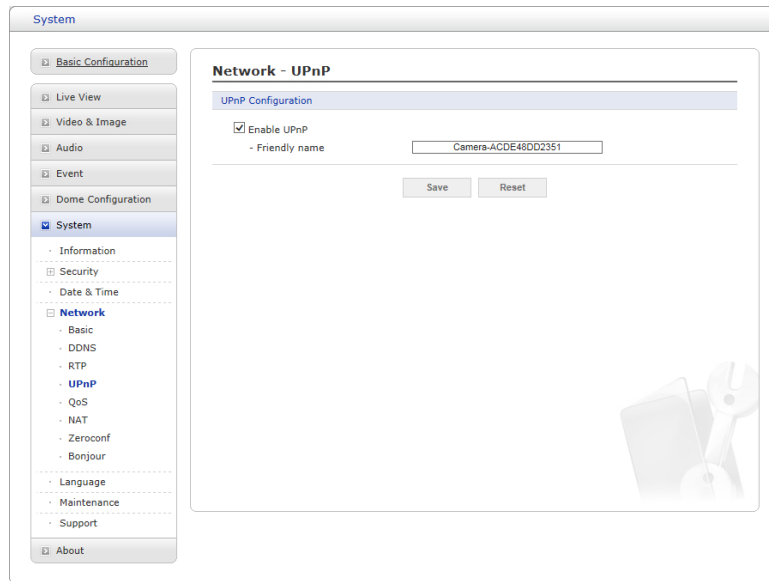 System
Basic Configuration
Live View
Video & Image
Audio
Event
Dome Configuration
System
Information
Security
Date & Time
Network
Basic
DDNS
RTP
UPnP
QoS
NAT
Zeroconf
Bonjour
Language
Maintenance
Support
About
Network - UPnP
UPnP Configuration
Enable UPnP
- Friendly name Camera-ACDE48DD2351
Save Reset